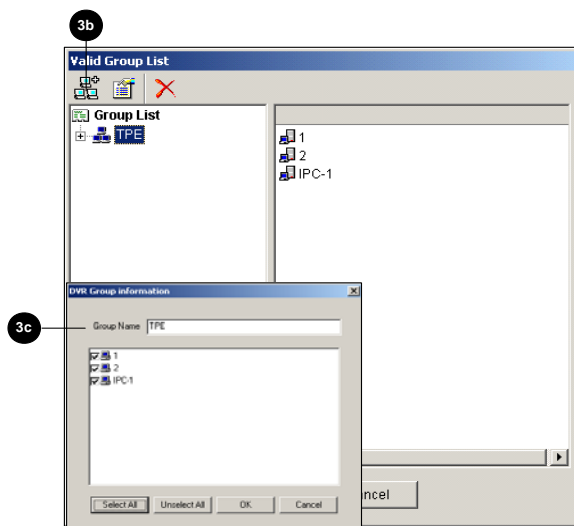 3b
Valid Group List
Group List
TPE
1
2
IPC-1
DVR Group information
3c
Group Name TPE
1
2
IPC-1
Select All Unselect All OK Cancel
ncel